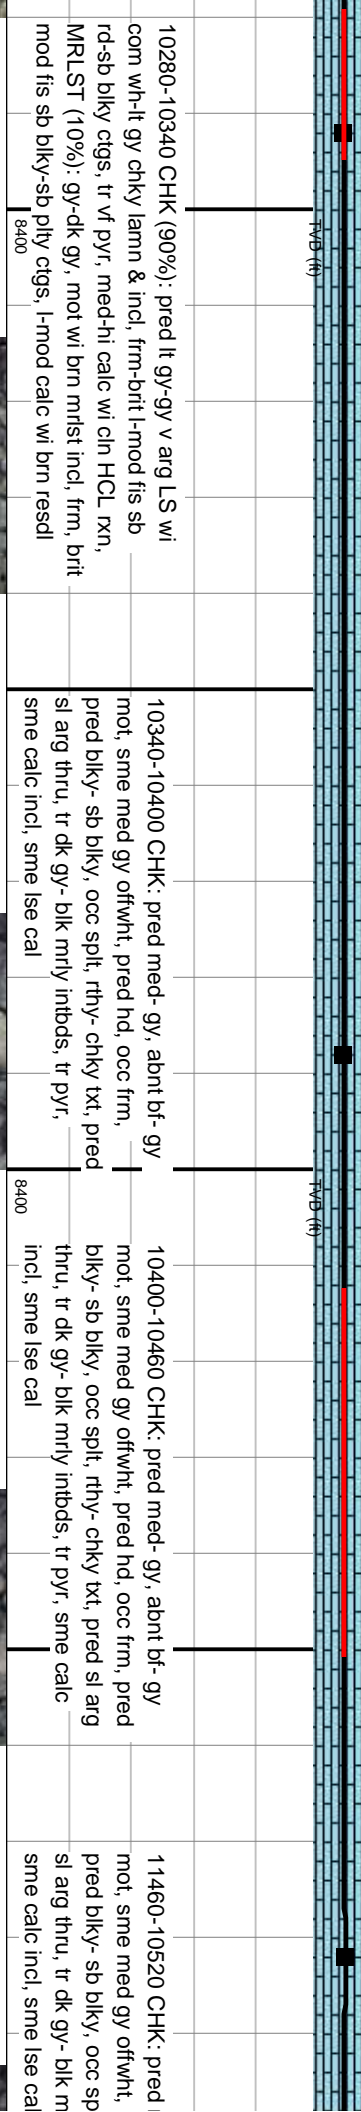 TVD (ft)
8400
10280-10340 CHK (90%): pred lt gy-gy v arg LS wi
com wh-lt gy chky lamn & incl, frm-brit l-mod fis sb
rd-sb blky ctgs, tr vf pyr, med-hi calc wi cln HCL rxn,
MRLST (10%): gy-dk gy, mot wi brn mrlst incl, frm, brit
mod fis sb blky-sb plty ctgs, l-mod calc wi brn resdl
10340-10400 CHK: pred med- gy, abnt bf- gy
mot, sme med gy offwht, pred hd, occ frm,
pred blky- sb blky, occ splt, rthy- chky txt, pred
sl arg thru, tr dk gy- blk mrly intbds, tr pyr,
sme calc incl, sme lse cal
TVD (ft)
8400
10400-10460 CHK: pred med- gy, abnt bf- gy
mot, sme med gy offwht, pred hd, occ frm, pred
blky- sb blky, occ splt, rthy- chky txt, pred sl arg
thru, tr dk gy- blk mrly intbds, tr pyr, sme calc
incl, sme lse cal
11460-10520 CHK: pred
mot, sme med gy offwht,
pred blky- sb blky, occ sp
sl arg thru, tr dk gy- blk m
sme calc incl, sme lse cal